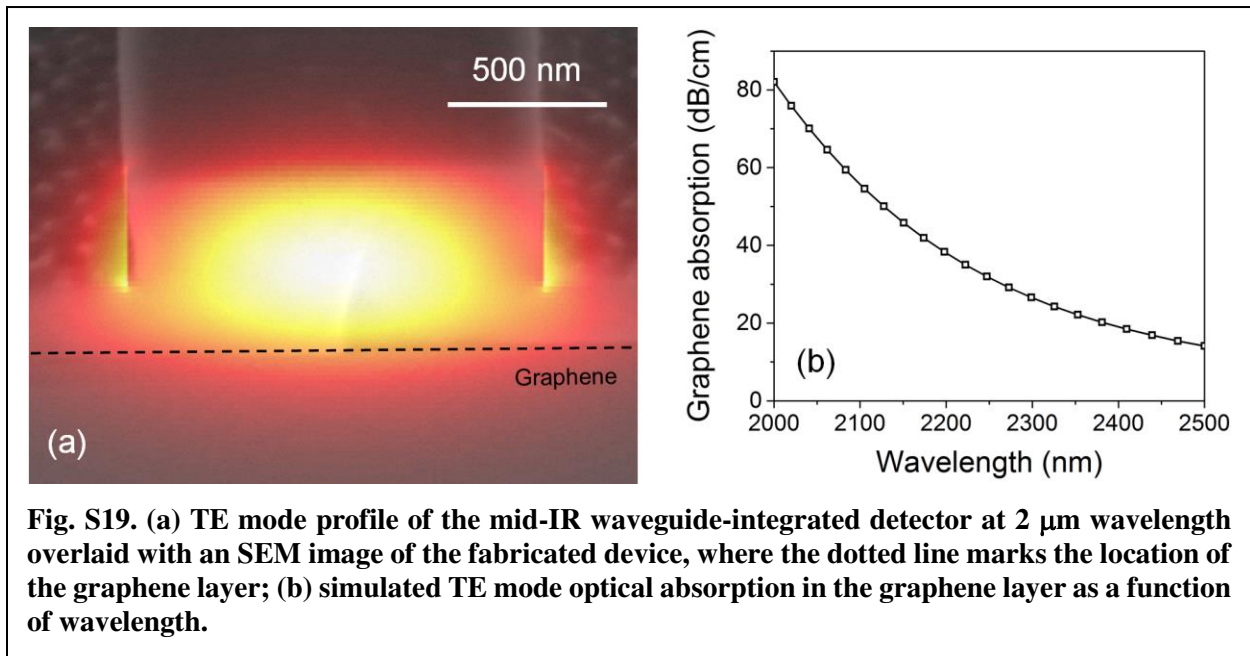 500 nm
Graphene
(a)
Graphene absorption (dB/cm)
80
60
40
20
0
(b)
2000 2100 2200 2300 2400 2500
Wavelength (nm)
Fig. S19. (a) TE mode profile of the mid-IR waveguide-integrated detector at 2 μm wavelength
overlaid with an SEM image of the fabricated device, where the dotted line marks the location of
the graphene layer; (b) simulated TE mode optical absorption in the graphene layer as a function
of wavelength.